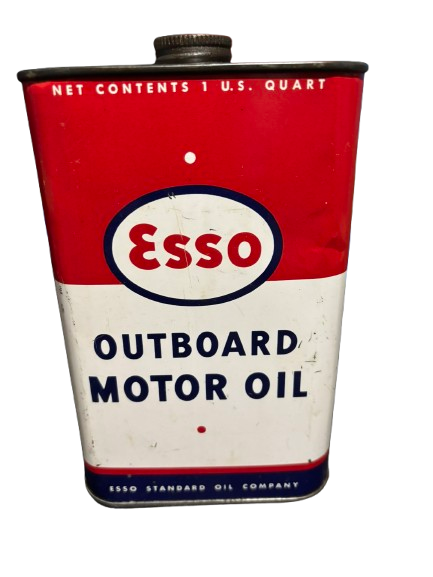 NET CONTENTS 1 U.S. QUART
Esso
OUTBOARD
MOTOR OIL
ESSO STANDARD OIL COMPANY